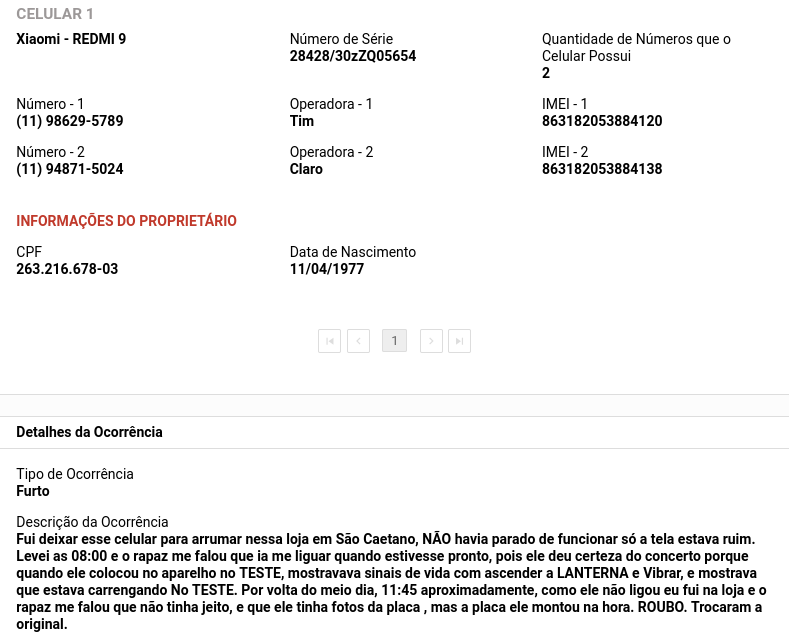 CELULAR 1
Xiaomi - REDMI 9
Número de Série
28428/30zZQ05654
Quantidade de Números que o
Celular Possui
2
Número - 1
(11) 98629-5789
Operadora - 1
Tim
IMEI - 1
863182053884120
Número - 2
(11) 94871-5024
Operadora - 2
Claro
IMEI - 2
863182053884138
INFORMAÇÕES DO PROPRIETÁRIO
CPF
263.216.678-03
Data de Nascimento
11/04/1977
1
Detalhes da Ocorrência
Tipo de Ocorrência
Furto
Descrição da Ocorrência
Fui deixar esse celular para arrumar nessa loja em São Caetano, NÃO havia parado de funcionar só a tela estava ruim.
Levei as 08:00 e o rapaz me falou que ia me liguar quando estivesse pronto, pois ele deu certeza do concerto porque
quando ele colocou no aparelho no TESTE, mostravava sinais de vida com ascender a LANTERNA e Vibrar, e mostrava
que estava carrengando No TESTE. Por volta do meio dia, 11:45 aproximadamente, como ele não ligou eu fui na loja e o
rapaz me falou que não tinha jeito, e que ele tinha fotos da placa , mas a placa ele montou na hora. ROUBO. Trocaram a
original.